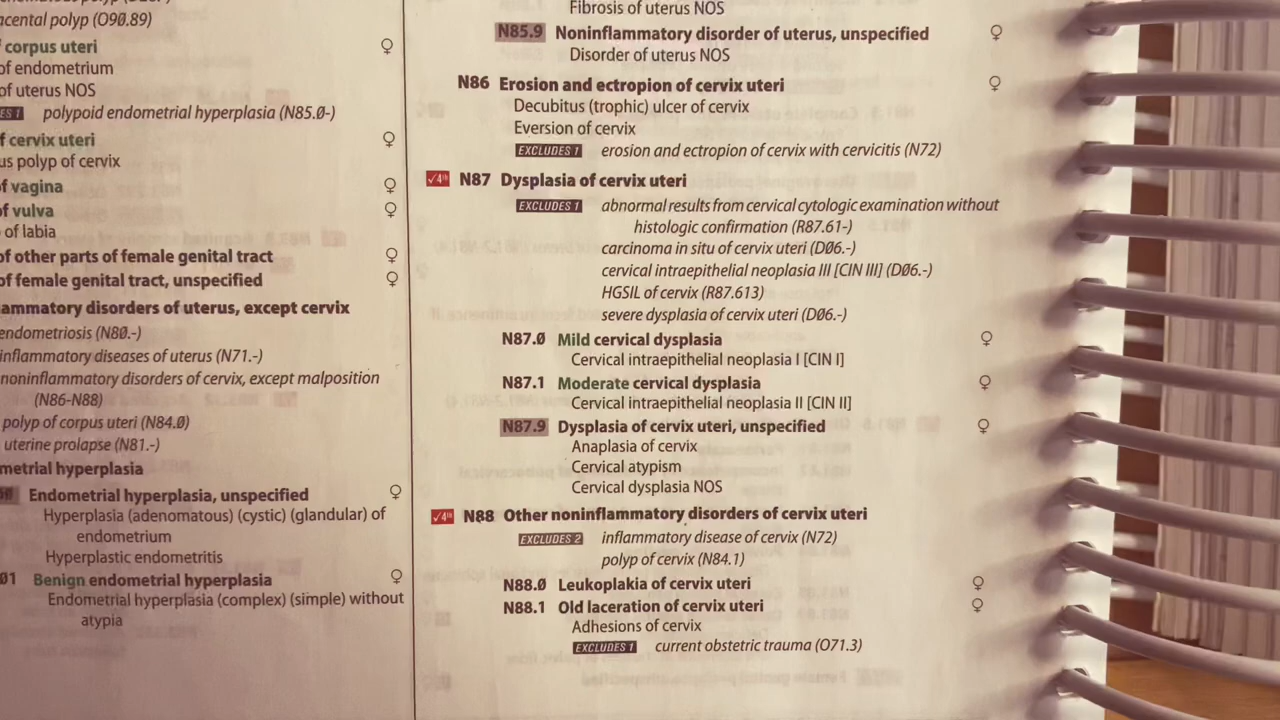 acental polyp (O90.89)
corpus uteri ♀
of endometrium
of uterus NOS
polypoid endometrial hyperplasia (N85.0-)
f cervix uteri ♀
us polyp of cervix
of vagina ♀
of vulva ♀
of labia
of other parts of female genital tract ♀
of female genital tract, unspecified ♀
ammatory disorders of uterus, except cervix
endometriosis (N80.-)
inflammatory diseases of uterus (N71.-)
noninflammatory disorders of cervix, except malposition
(N86-N88)
polyp of corpus uteri (N84.0)
uterine prolapse (N81.-)
metrial hyperplasia
Endometrial hyperplasia, unspecified ♀
Hyperplasia (adenomatous) (cystic) (glandular) of
endometrium
Hyperplastic endometritis
01 Benign endometrial hyperplasia ♀
Endometrial hyperplasia (complex) (simple) without
atypia
Fibrosis of uterus NOS
N85.9 Noninflammatory disorder of uterus, unspecified ♀
Disorder of uterus NOS
N86 Erosion and ectropion of cervix uteri ♀
Decubitus (trophic) ulcer of cervix
Eversion of cervix
EXCLUDES 1 erosion and ectropion of cervix with cervicitis (N72)
✓4th N87 Dysplasia of cervix uteri
EXCLUDES 1 abnormal results from cervical cytologic examination without
histologic confirmation (R87.61-)
carcinoma in situ of cervix uteri (D06.-)
cervical intraepithelial neoplasia III [CIN III] (D06.-)
HGSIL of cervix (R87.613)
severe dysplasia of cervix uteri (D06.-)
N87.0 Mild cervical dysplasia ♀
Cervical intraepithelial neoplasia I [CIN I]
N87.1 Moderate cervical dysplasia ♀
Cervical intraepithelial neoplasia II [CIN II]
N87.9 Dysplasia of cervix uteri, unspecified ♀
Anaplasia of cervix
Cervical atypism
Cervical dysplasia NOS
✓4th N88 Other noninflammatory disorders of cervix uteri
EXCLUDES 2 inflammatory disease of cervix (N72)
polyp of cervix (N84.1)
N88.0 Leukoplakia of cervix uteri ♀
N88.1 Old laceration of cervix uteri ♀
Adhesions of cervix
EXCLUDES 1 current obstetric trauma (O71.3)